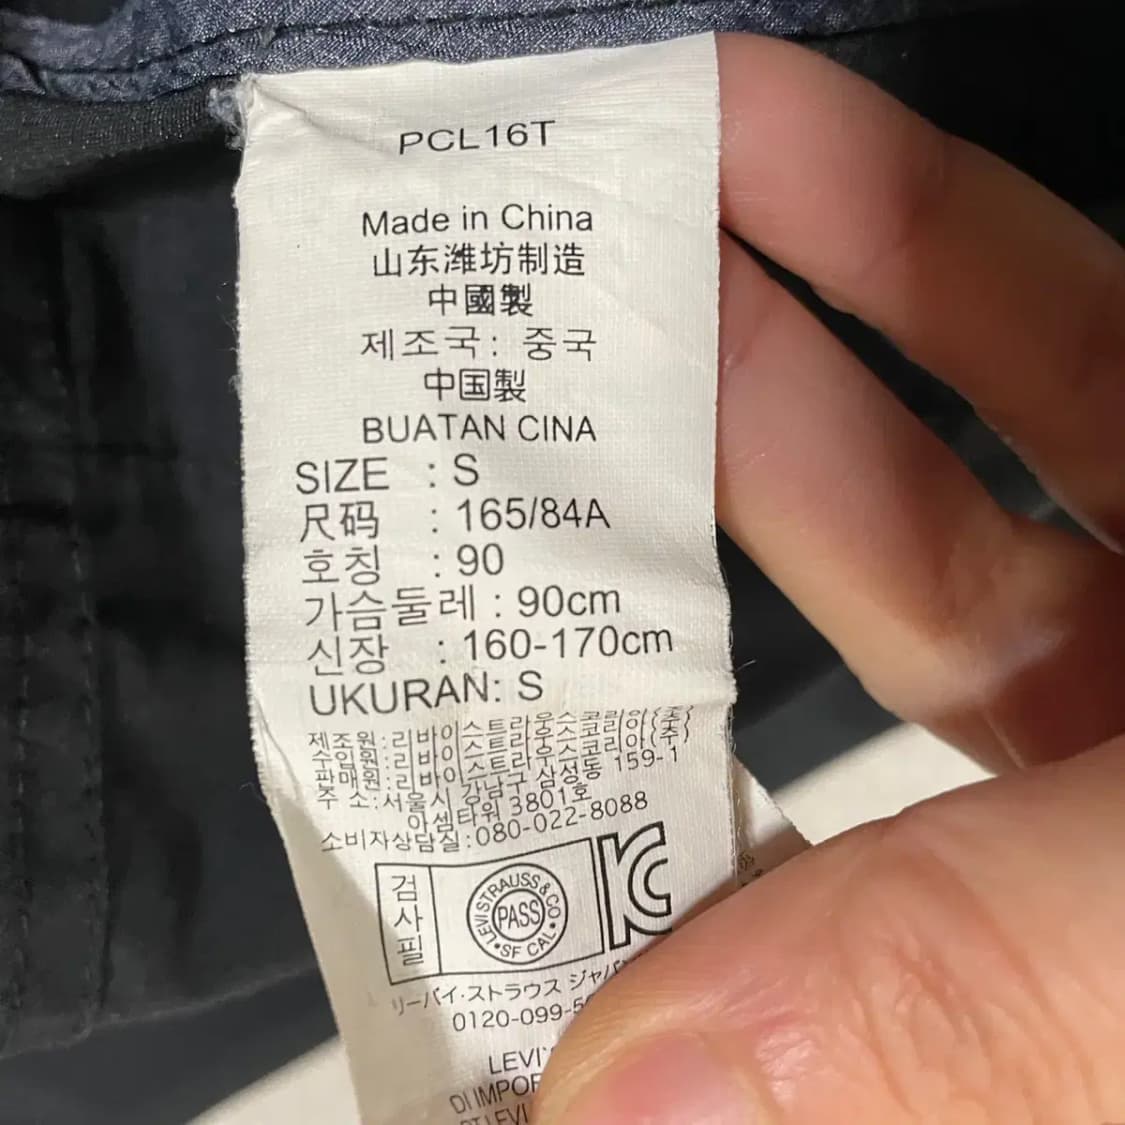 PCL16T
Made in China
山东潍坊制造
中國製
제조국: 중국
中国製
BUATAN CINA
SIZE : S
尺码 : 165/84A
호칭 : 90
가슴둘레 : 90cm
신장 : 160-170cm
UKURAN: S
제조원:리바이스트라우스코리아(주)
수입원:리바이스트라우스코리아(주)
판매원:리바이스트라우스코리아(주)
주 소:서울시 강남구 삼성동 159-1
아셈타워 3801호
소비자상담실:080-022-8088
검사필
LEVI STRAUSS & CO
PASS
SF CAL
KC
リーバイ·ストラウス
0120-099-5
DI